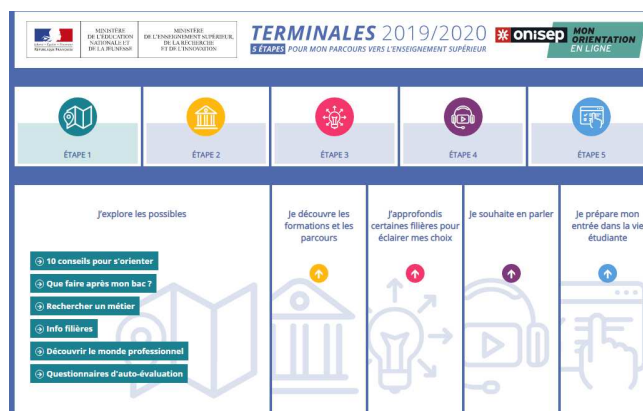 MINISTÈRE
DE L'ÉDUCATION
NATIONALE ET
DE LA JEUNESSE
MINISTÈRE
DE L'ENSEIGNEMENT SUPÉRIEUR,
DE LA RECHERCHE
ET DE L'INNOVATION
TERMINALES 2019/2020
5 ÉTAPES POUR MON PARCOURS VERS L'ENSEIGNEMENT SUPÉRIEUR
onisep
MON
ORIENTATION
EN LIGNE
ÉTAPE 1
ÉTAPE 2
ÉTAPE 3
ÉTAPE 4
ÉTAPE 5
J'explore les possibles
10 conseils pour s'orienter
Que faire après mon bac ?
Rechercher un métier
Info filières
Découvrir le monde professionnel
Questionnaires d'auto-évaluation
Je découvre les
formations et les
parcours
J'approfondis
certaines filières pour
éclairer mes choix
Je souhaite en parler
Je prépare mon
entrée dans la vie
étudiante